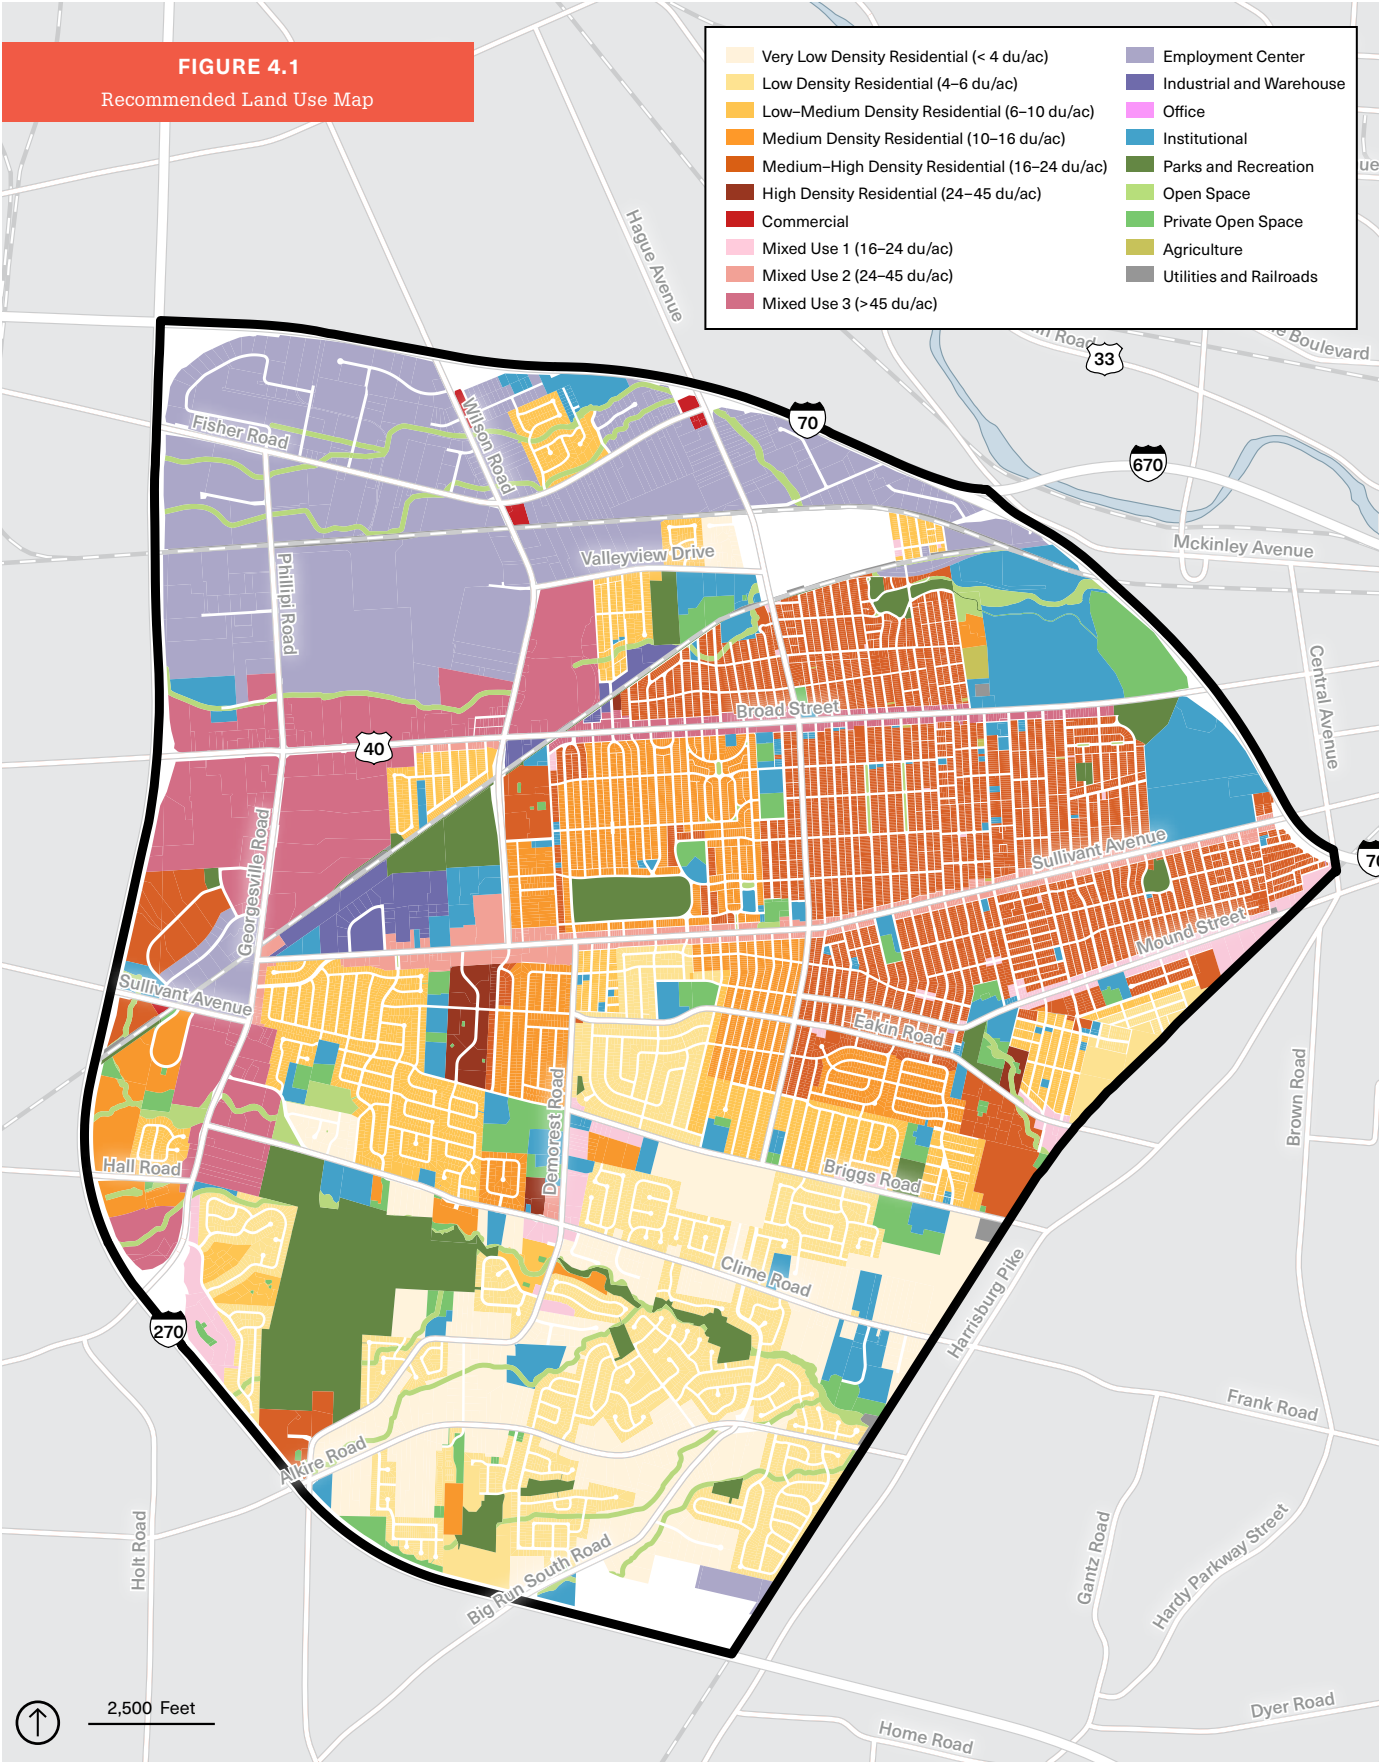 FIGURE 4.1
Recommended Land Use Map
Very Low Density Residential (< 4 du/ac)
Low Density Residential (4–6 du/ac)
Low–Medium Density Residential (6–10 du/ac)
Medium Density Residential (10–16 du/ac)
Medium–High Density Residential (16–24 du/ac)
High Density Residential (24–45 du/ac)
Commercial
Mixed Use 1 (16–24 du/ac)
Mixed Use 2 (24–45 du/ac)
Mixed Use 3 (>45 du/ac)
Employment Center
Industrial and Warehouse
Office
Institutional
Parks and Recreation
Open Space
Private Open Space
Agriculture
Utilities and Railroads
Hague Avenue
Boulevard
Road
33
70
670
Fisher Road
Wilson Road
Mckinley Avenue
Valleyview Drive
Phillipi Road
Central Avenue
Broad Street
40
Georgesville Road
Sullivant Avenue
70
Mound Street
Sullivant Avenue
Eakin Road
Brown Road
Demorest Road
Hall Road
Briggs Road
Clime Road
Harrisburg Pike
270
Frank Road
Alkire Road
Holt Road
Gantz Road
Hardy Parkway Street
Big Run South Road
2,500 Feet
Dyer Road
Home Road